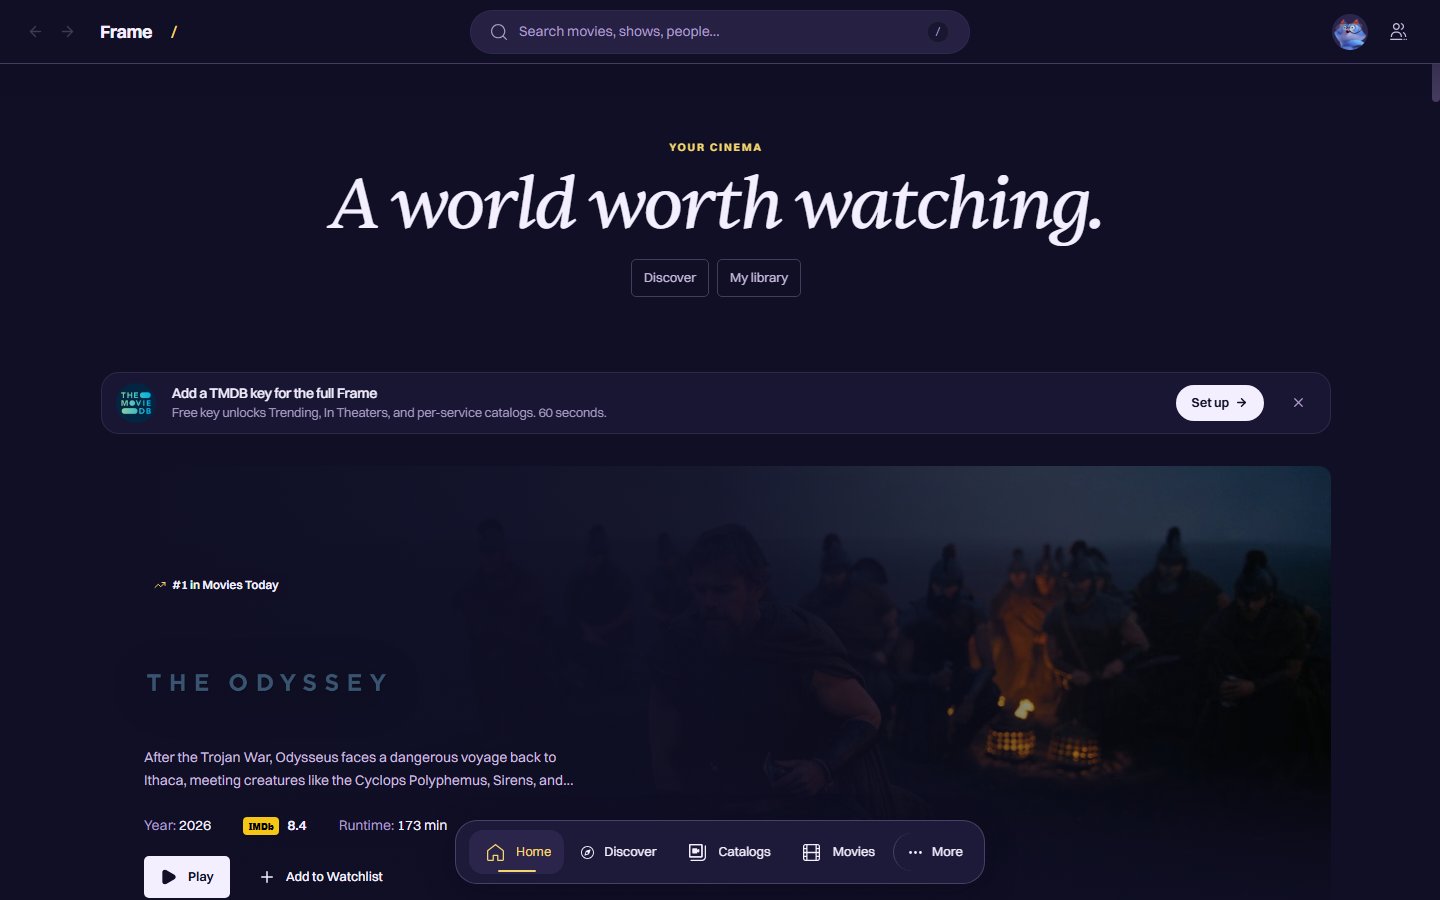 Frame /
Search movies, shows, people... /
YOUR CINEMA
A world worth watching.
Discover My library
THE MOVIE DB
Add a TMDB key for the full Frame
Free key unlocks Trending, In Theaters, and per-service catalogs. 60 seconds.
Set up
#1 in Movies Today
THE ODYSSEY
After the Trojan War, Odysseus faces a dangerous voyage back to
Ithaca, meeting creatures like the Cyclops Polyphemus, Sirens, and...
Year: 2026 IMDb 8.4 Runtime: 173 min
Play Add to Watchlist
Home Discover Catalogs Movies More